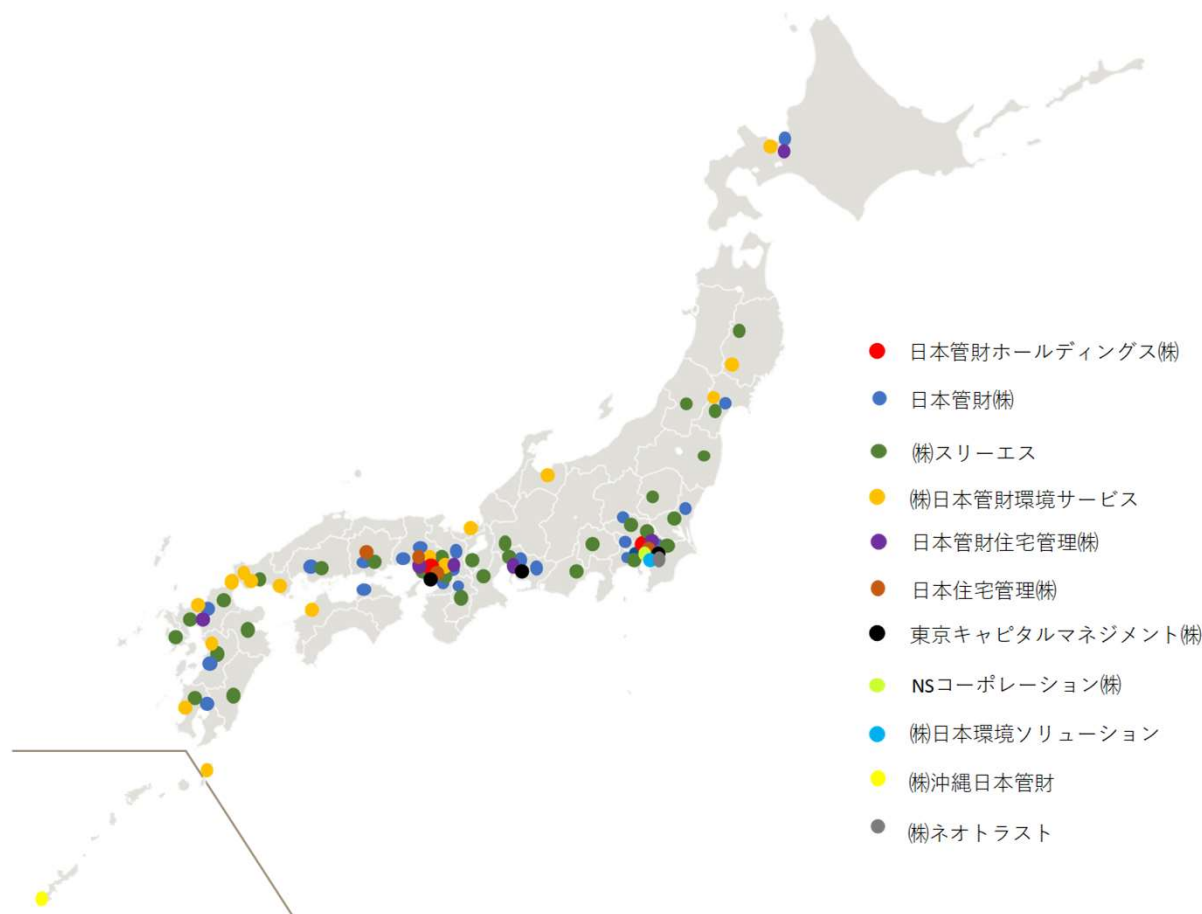 日本管財ホールディングス㈱
日本管財㈱
㈱スリーエス
㈱日本管財環境サービス
日本管財住宅管理㈱
日本住宅管理㈱
東京キャピタルマネジメント㈱
NSコーポレーション㈱
㈱日本環境ソリューション
㈱沖縄日本管財
㈱ネオトラスト